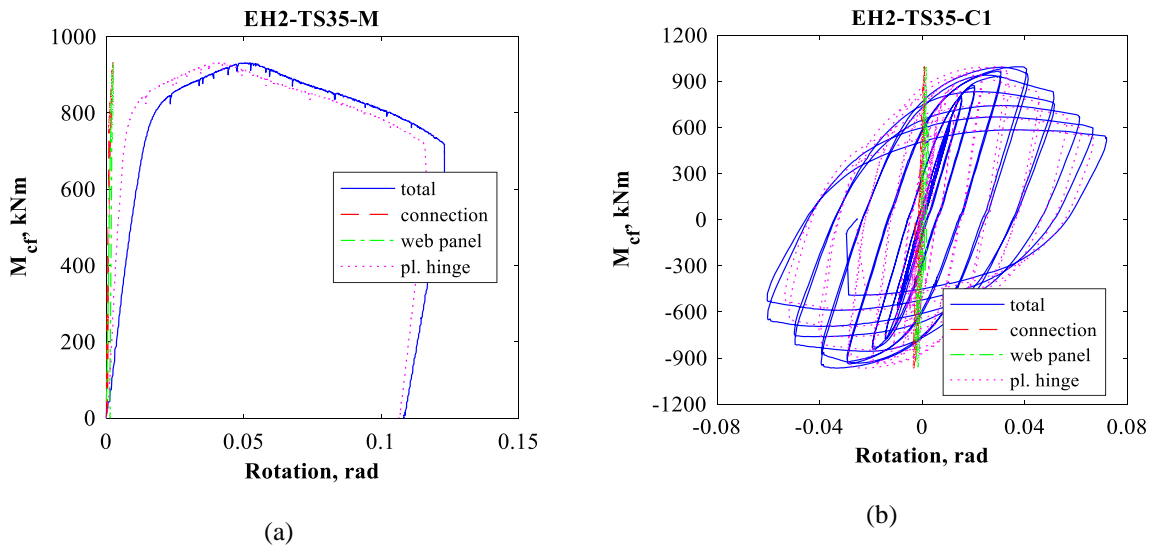 EH2-TS35-M
1000
800
600
400
200
0
M_cf, kNm
0
0.05
0.1
0.15
Rotation, rad
total
connection
web panel
pl. hinge
(a)
EH2-TS35-C1
1200
900
600
300
0
-300
-600
-900
-1200
M_cf, kNm
-0.08
-0.04
0
0.04
0.08
Rotation, rad
total
connection
web panel
pl. hinge
(b)